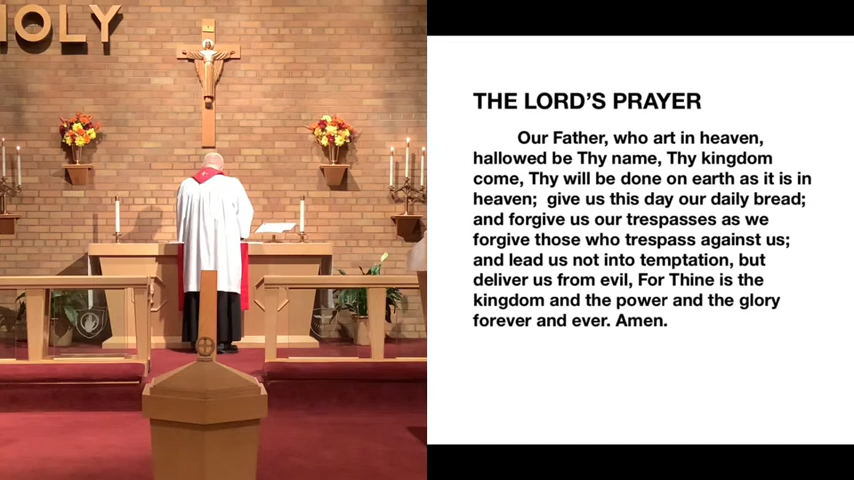 HOLY
THE LORD'S PRAYER
Our Father, who art in heaven,
hallowed be Thy name, Thy kingdom
come, Thy will be done on earth as it is in
heaven;  give us this day our daily bread;
and forgive us our trespasses as we
forgive those who trespass against us;
and lead us not into temptation, but
deliver us from evil, For Thine is the
kingdom and the power and the glory
forever and ever. Amen.